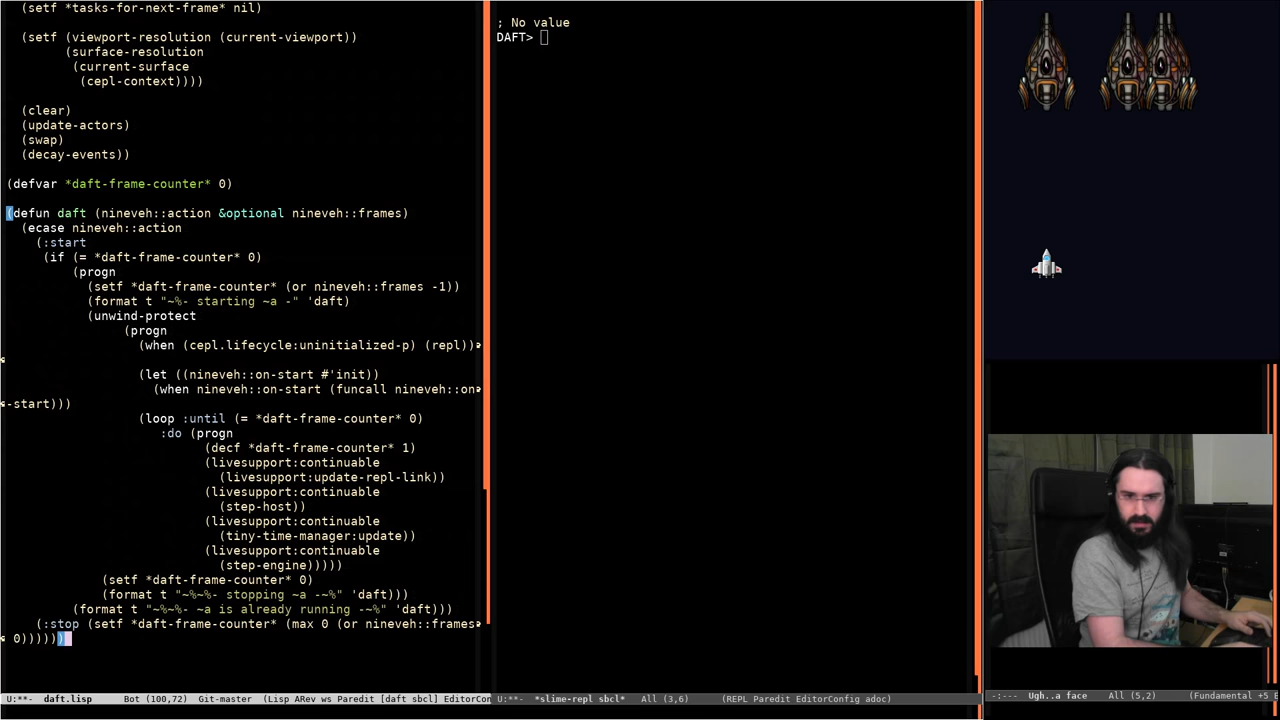 (setf *tasks-for-next-frame* nil)
(setf (viewport-resolution (current-viewport))
(surface-resolution
(current-surface
(cepl-context))))
(clear)
(update-actors)
(swap)
(decay-events))
(defvar *daft-frame-counter* 0)
(defun daft (nineveh::action &optional nineveh::frames)
(ecase nineveh::action
(:start
(if (= *daft-frame-counter* 0)
(progn
(setf *daft-frame-counter* (or nineveh::frames -1))
(format t "~%- starting ~a -" 'daft)
(unwind-protect
(progn
(when (cepl.lifecycle:uninitialized-p) (repl))
(let ((nineveh::on-start #'init))
(when nineveh::on-start (funcall nineveh::on
-start)))
(loop :until (= *daft-frame-counter* 0)
:do (progn
(decf *daft-frame-counter* 1)
(livesupport:continuable
(livesupport:update-repl-link))
(livesupport:continuable
(step-host))
(livesupport:continuable
(tiny-time-manager:update))
(livesupport:continuable
(step-engine)))))
(setf *daft-frame-counter* 0)
(format t "~%~%- stopping ~a -~%" 'daft)))
(format t "~%~%- ~a is already running -~%" 'daft)))
(:stop (setf *daft-frame-counter* (max 0 (or nineveh::frames
0))))))
U:**- daft.lisp Bot (100,72) Git-master (Lisp ARev ws Paredit [daft sbcl] EditorCon
; No value
DAFT>
U:**- *slime-repl sbcl* All (3,6) (REPL Paredit EditorConfig adoc)
-:--- Ugh..a face All (5,2) (Fundamental +5 E